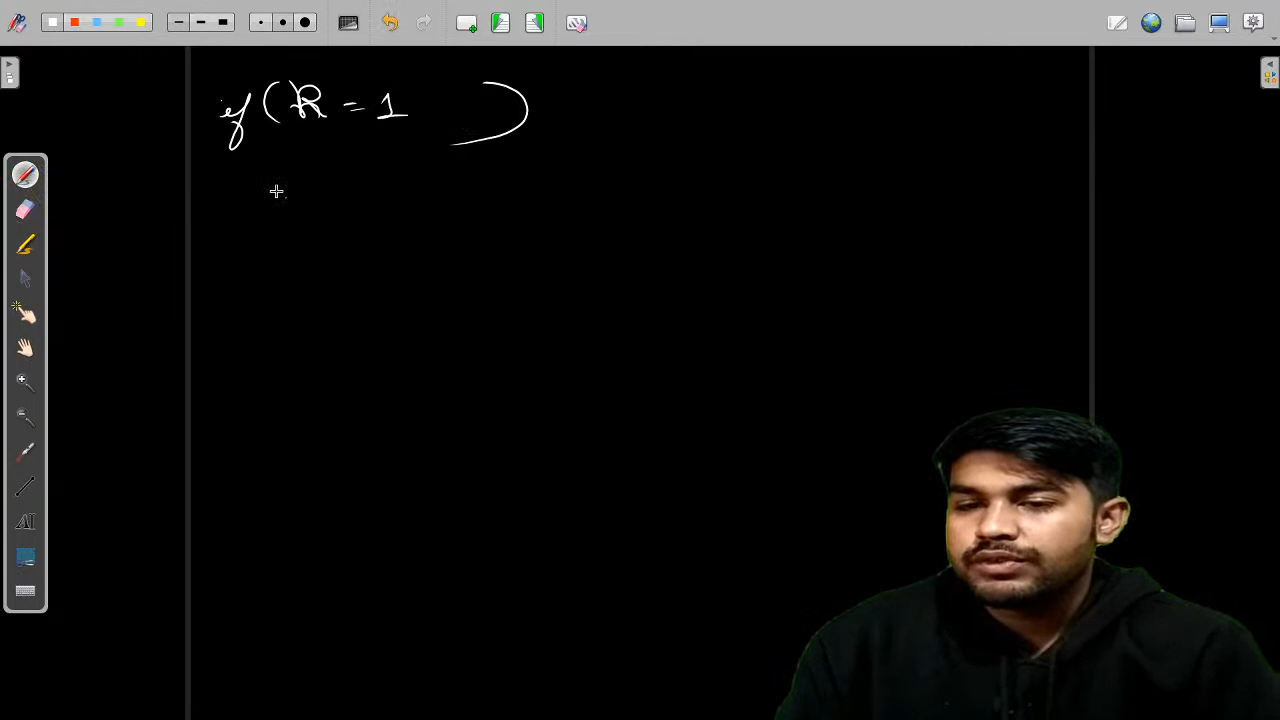 if (R = 1 )